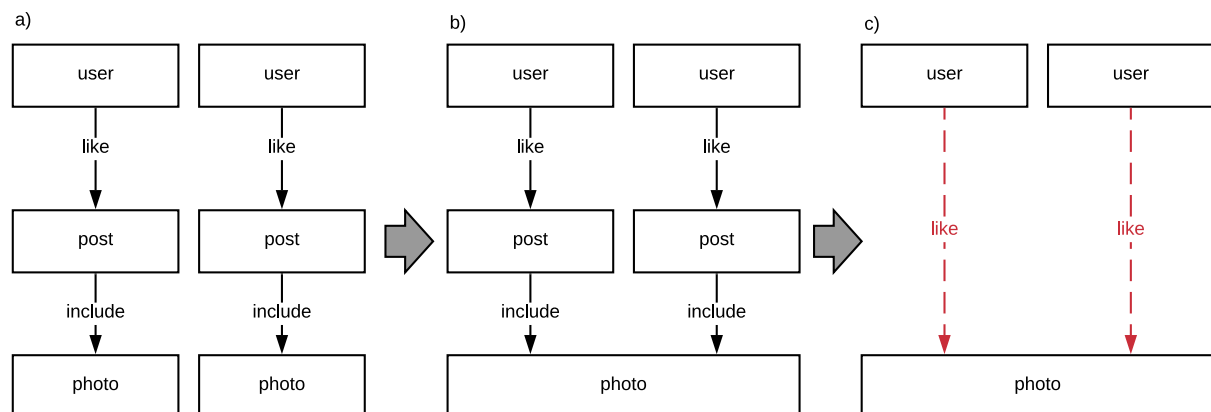 a)
b)
c)
user
user
user
user
user
user
like
like
like
like
post
post
post
post
like
like
include
include
include
include
photo
photo
photo
photo